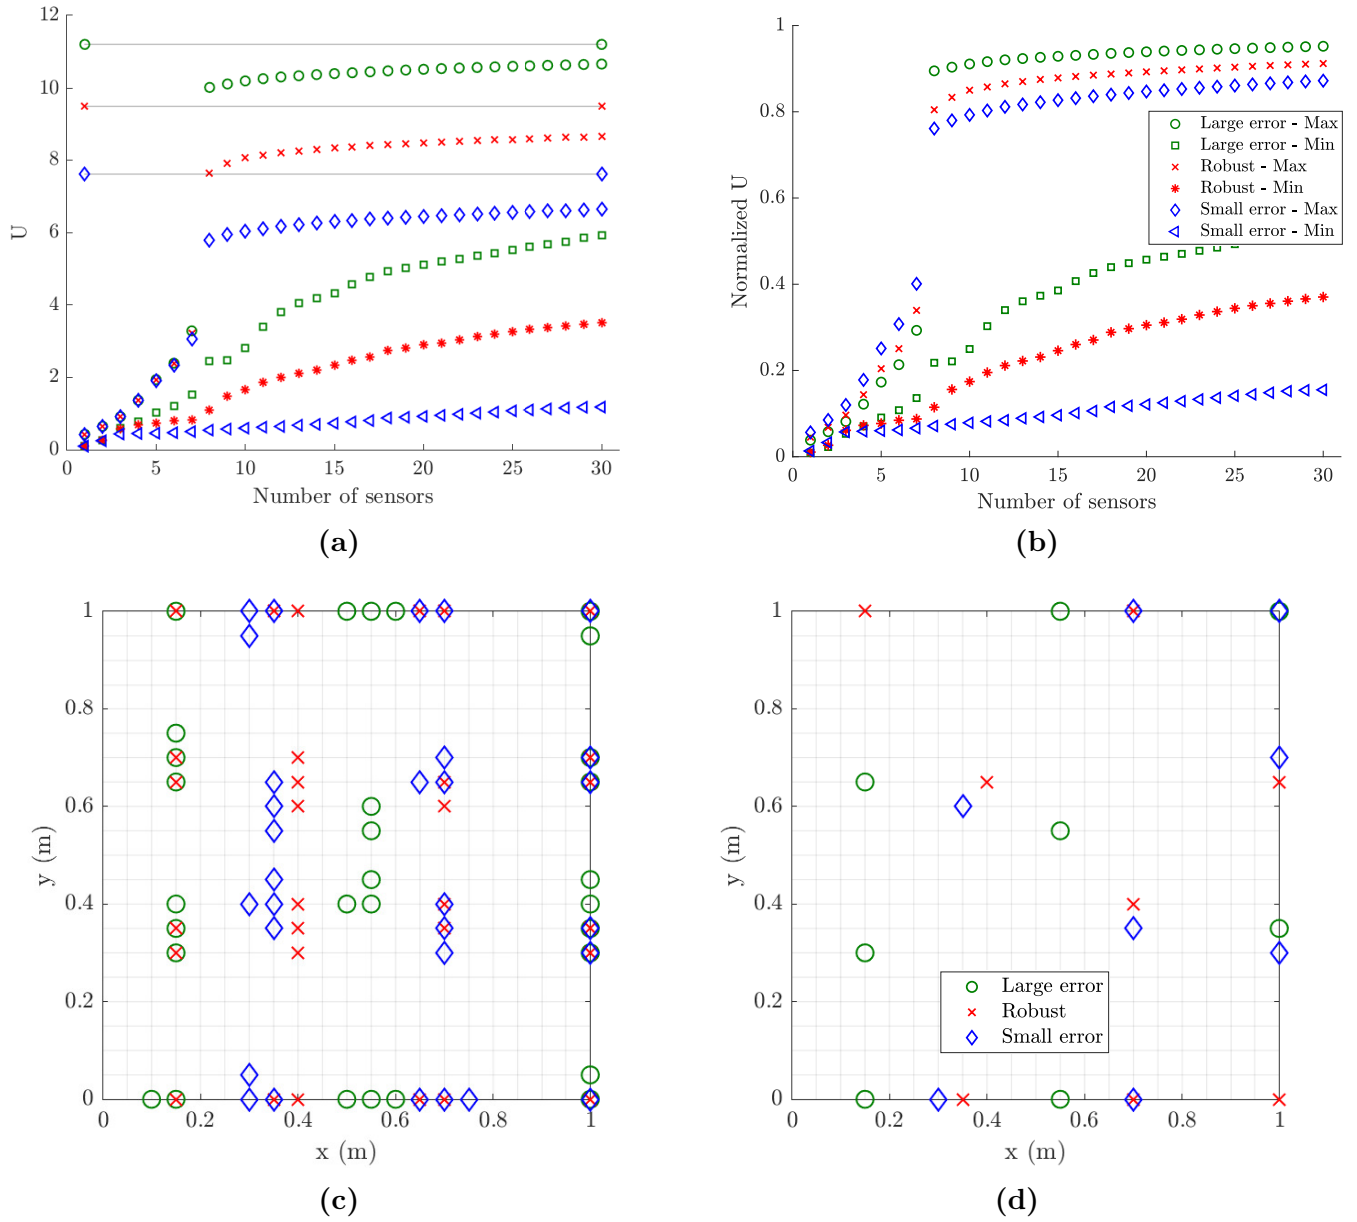 12
10
8
6
4
2
0
U
0 5 10 15 20 25 30
Number of sensors
(a)
1
0.8
0.6
0.4
0.2
0
Normalized U
Large error - Max
Large error - Min
Robust - Max
Robust - Min
Small error - Max
Small error - Min
0 5 10 15 20 25 30
Number of sensors
(b)
1
0.8
0.6
0.4
0.2
0
y (m)
0 0.2 0.4 0.6 0.8 1
x (m)
(c)
1
0.8
0.6
0.4
0.2
0
y (m)
Large error
Robust
Small error
0 0.2 0.4 0.6 0.8 1
x (m)
(d)